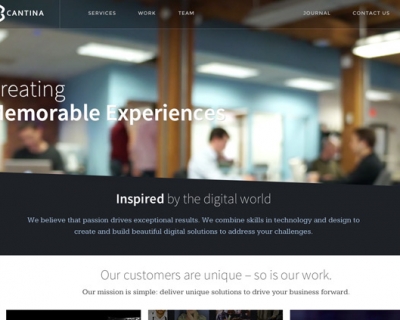 CANTINA
SERVICES WORK TEAM JOURNAL CONTACT US
reating
Memorable Experiences
Inspired by the digital world
We believe that passion drives exceptional results. We combine skills in technology and design to
create and build beautiful digital solutions to address your challenges.
Our customers are unique – so is our work.
Our mission is simple: deliver unique solutions to drive your business forward.